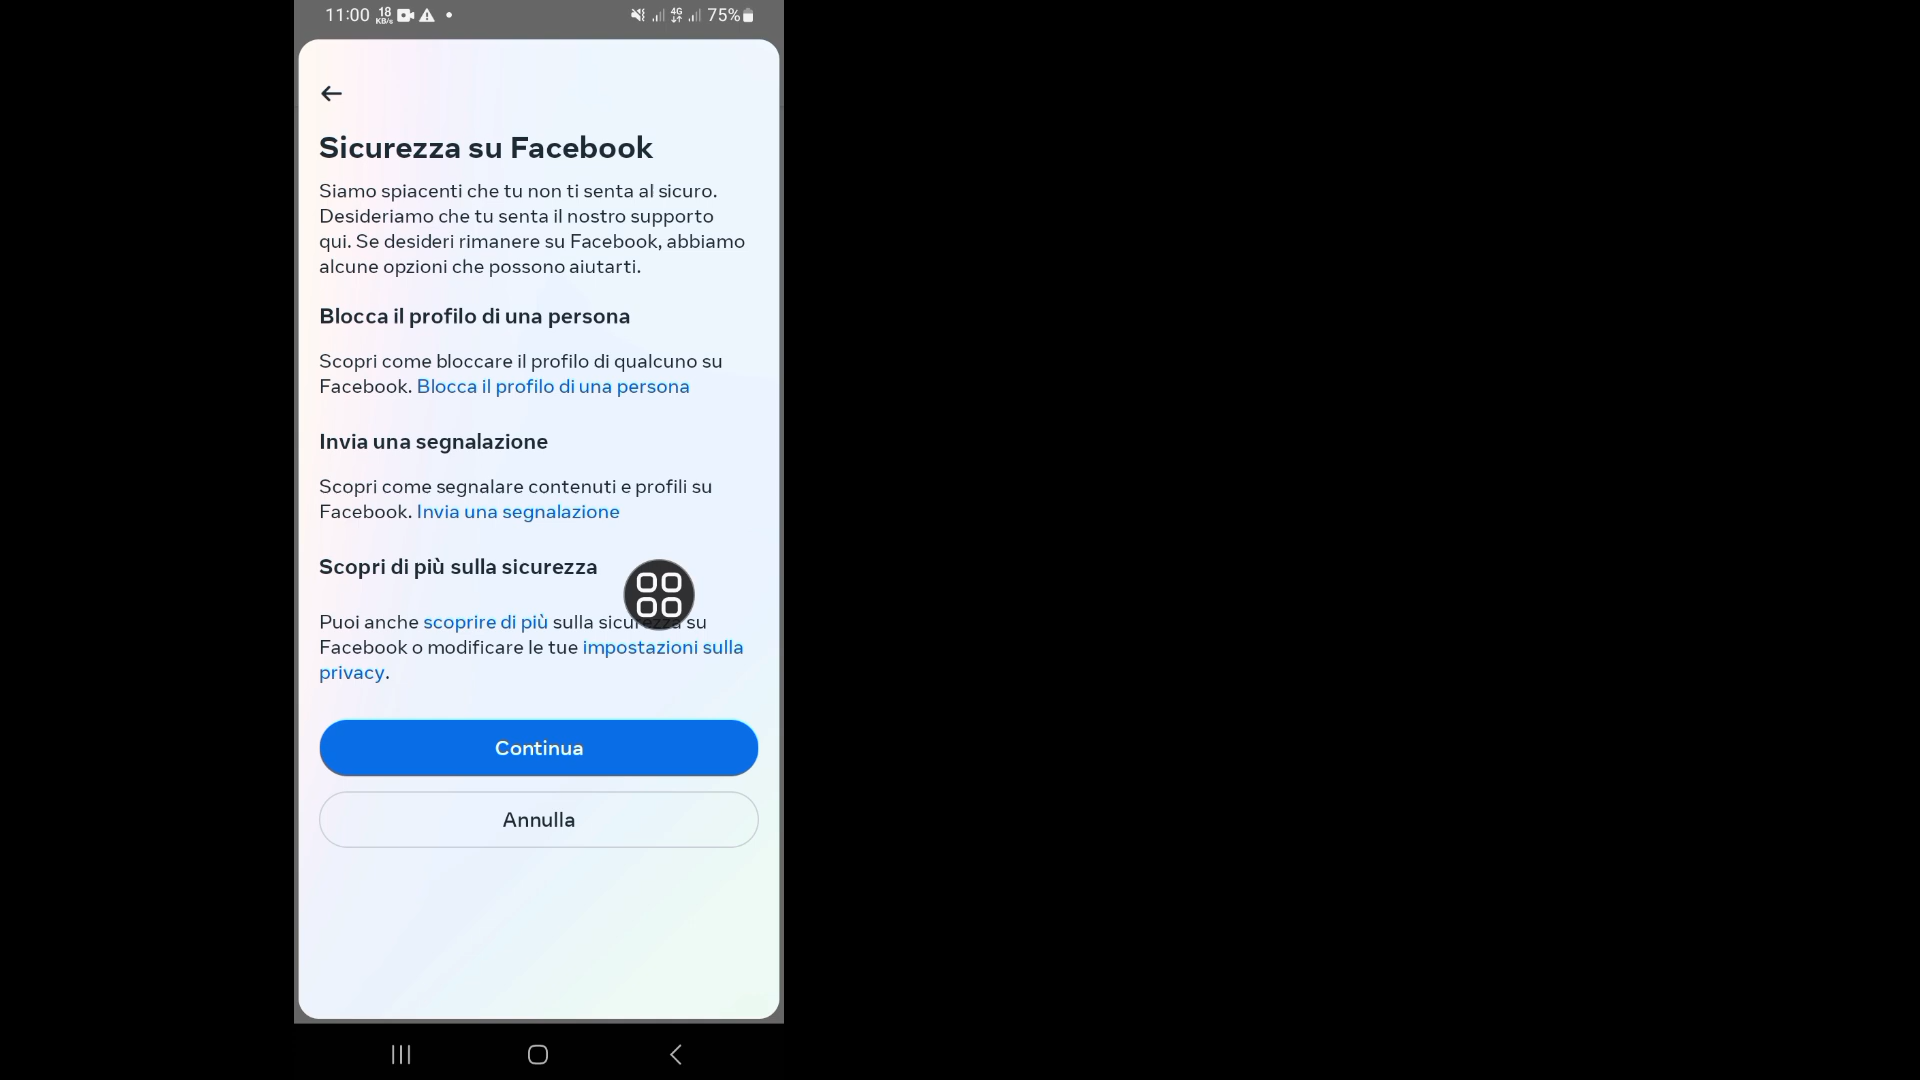 11:00 18 KB/s 4G 75%
Sicurezza su Facebook
Siamo spiacenti che tu non ti senta al sicuro.
Desideriamo che tu senta il nostro supporto
qui. Se desideri rimanere su Facebook, abbiamo
alcune opzioni che possono aiutarti.
Blocca il profilo di una persona
Scopri come bloccare il profilo di qualcuno su
Facebook. Blocca il profilo di una persona
Invia una segnalazione
Scopri come segnalare contenuti e profili su
Facebook. Invia una segnalazione
Scopri di più sulla sicurezza
Puoi anche scoprire di più sulla sicurezza su
Facebook o modificare le tue impostazioni sulla
privacy.
Continua
Annulla